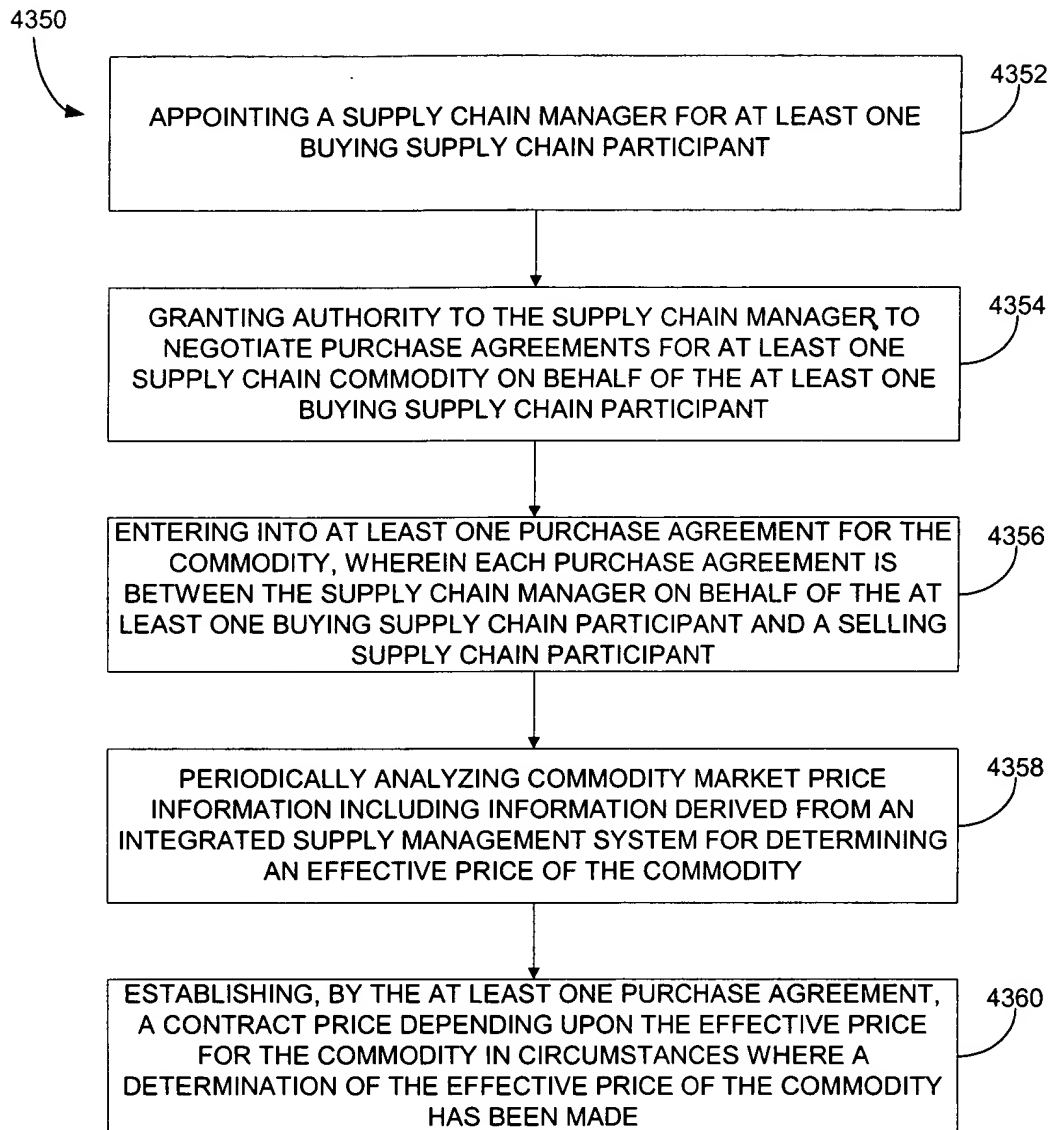 4350
4352
APPOINTING A SUPPLY CHAIN MANAGER FOR AT LEAST ONE
BUYING SUPPLY CHAIN PARTICIPANT
4354
GRANTING AUTHORITY TO THE SUPPLY CHAIN MANAGER TO
NEGOTIATE PURCHASE AGREEMENTS FOR AT LEAST ONE
SUPPLY CHAIN COMMODITY ON BEHALF OF THE AT LEAST ONE
BUYING SUPPLY CHAIN PARTICIPANT
4356
ENTERING INTO AT LEAST ONE PURCHASE AGREEMENT FOR THE
COMMODITY, WHEREIN EACH PURCHASE AGREEMENT IS
BETWEEN THE SUPPLY CHAIN MANAGER ON BEHALF OF THE AT
LEAST ONE BUYING SUPPLY CHAIN PARTICIPANT AND A SELLING
SUPPLY CHAIN PARTICIPANT
4358
PERIODICALLY ANALYZING COMMODITY MARKET PRICE
INFORMATION INCLUDING INFORMATION DERIVED FROM AN
INTEGRATED SUPPLY MANAGEMENT SYSTEM FOR DETERMINING
AN EFFECTIVE PRICE OF THE COMMODITY
4360
ESTABLISHING, BY THE AT LEAST ONE PURCHASE AGREEMENT,
A CONTRACT PRICE DEPENDING UPON THE EFFECTIVE PRICE
FOR THE COMMODITY IN CIRCUMSTANCES WHERE A
DETERMINATION OF THE EFFECTIVE PRICE OF THE COMMODITY
HAS BEEN MADE